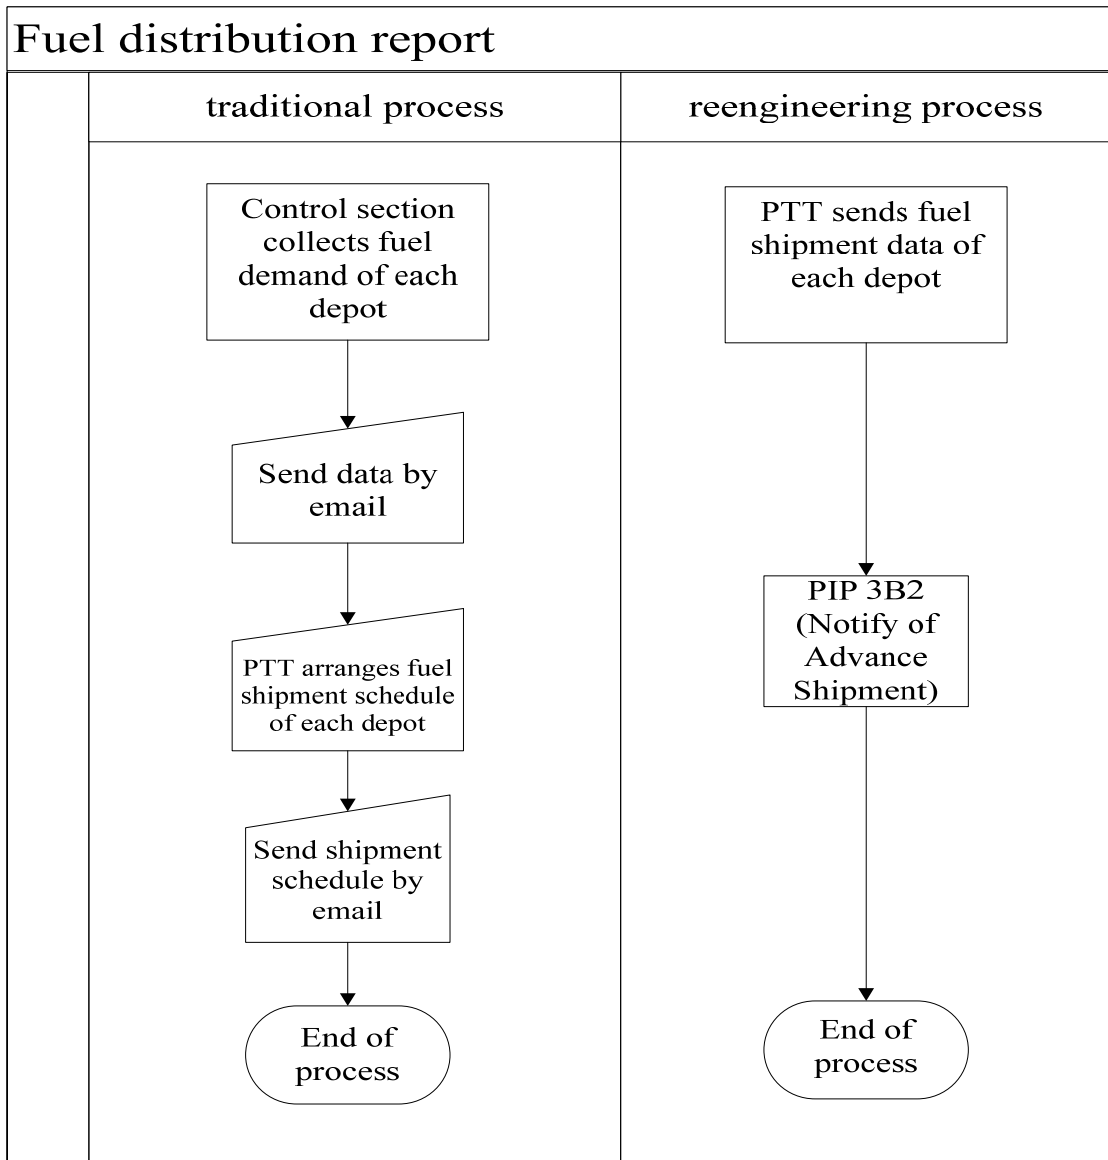 Fuel distribution report
traditional process
reengineering process
Control section
collects fuel
demand of each
depot
Send data by
email
PTT arranges fuel
shipment schedule
of each depot
Send shipment
schedule by
email
End of
process
PTT sends fuel
shipment data of
each depot
PIP 3B2
(Notify of
Advance
Shipment)
End of
process